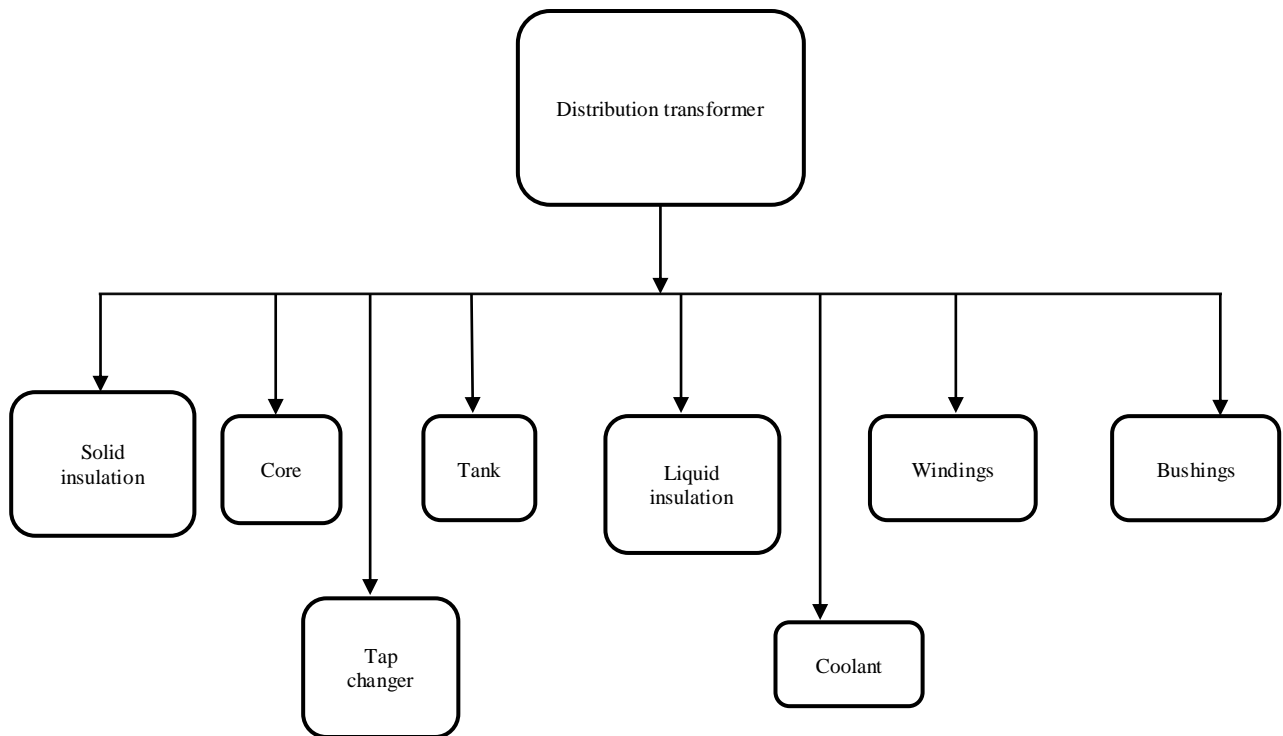 Distribution transformer
Solid
insulation
Core
Tank
Liquid
insulation
Windings
Bushings
Tap
changer
Coolant